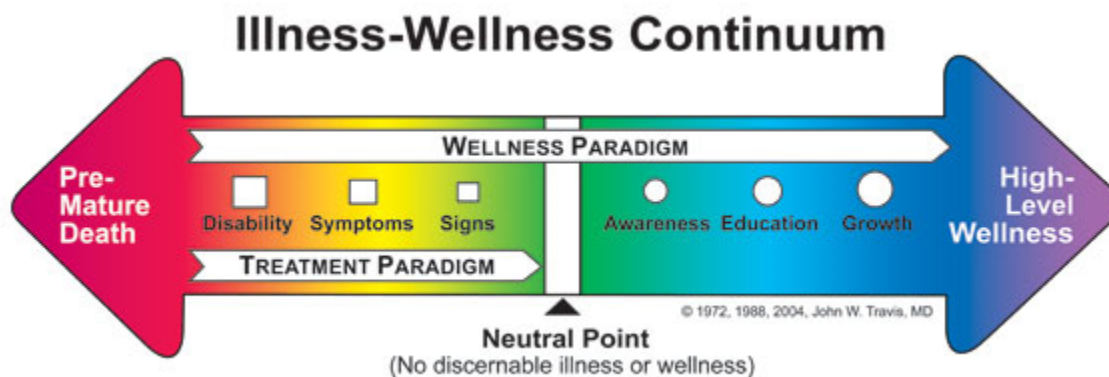 Illness-Wellness Continuum
WELLNESS PARADIGM
Pre-
Mature
Death
Disability Symptoms Signs
Awareness Education Growth
High-
Level
Wellness
TREATMENT PARADIGM
© 1972, 1988, 2004, John W. Travis, MD
Neutral Point
(No discernable illness or wellness)